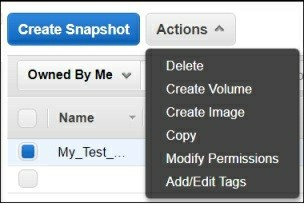 Create Snapshot
Actions
Owned By Me
Delete
Create Volume
Create Image
Copy
Modify Permissions
Add/Edit Tags
Name
My_Test_...